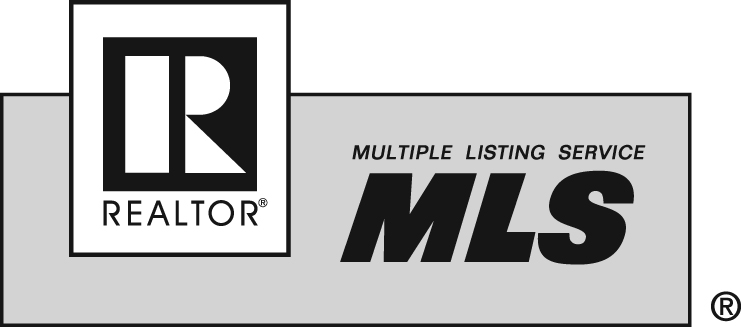 R
REALTOR®
MULTIPLE LISTING SERVICE
MLS
®